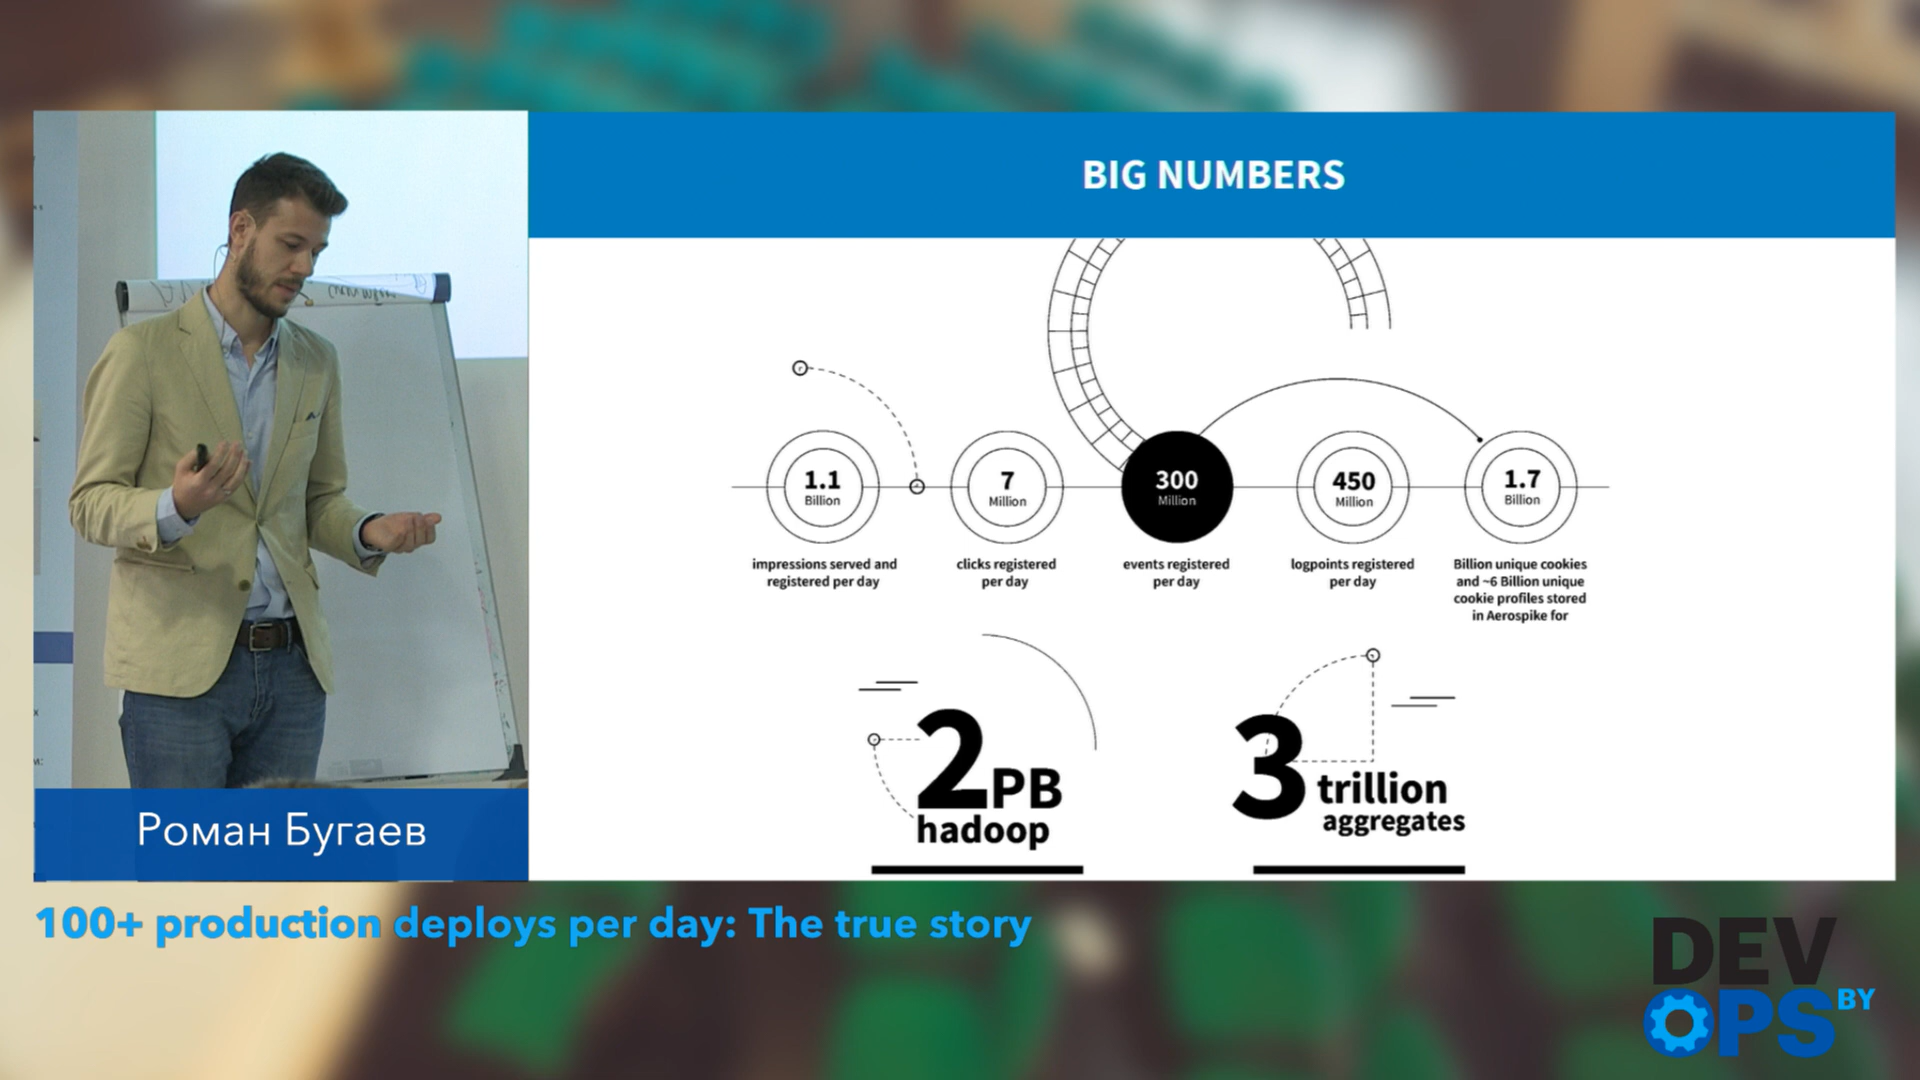 BIG NUMBERS
1.1
Billion
impressions served and
registered per day
7
Million
clicks registered
per day
300
Million
events registered
per day
450
Million
logpoints registered
per day
1.7
Billion
Billion unique cookies
and ~6 Billion unique
cookie profiles stored
in Aerospike for
2PB
hadoop
3 trillion
aggregates
Роман Бугаев
100+ production deploys per day: The true story
DEV
OPS BY